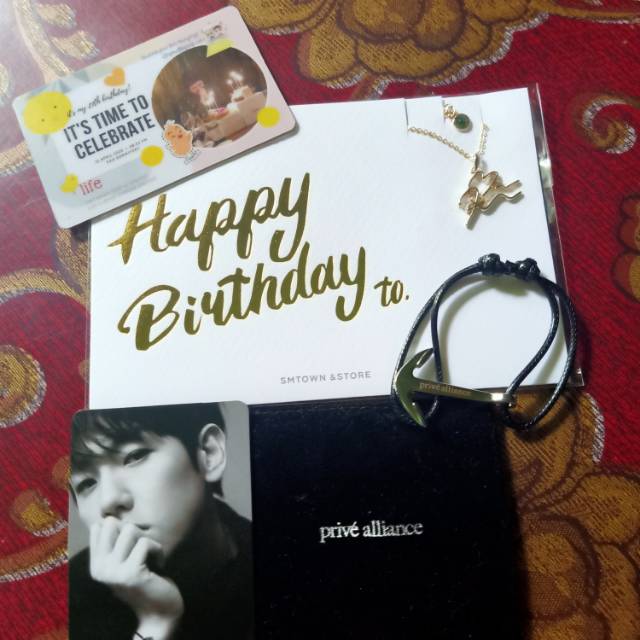 it's my 28th birthday!
IT'S TIME TO
CELEBRATE
life
Happy
Birthday to.
SMTOWN &STORE
privé alliance
privé alliance